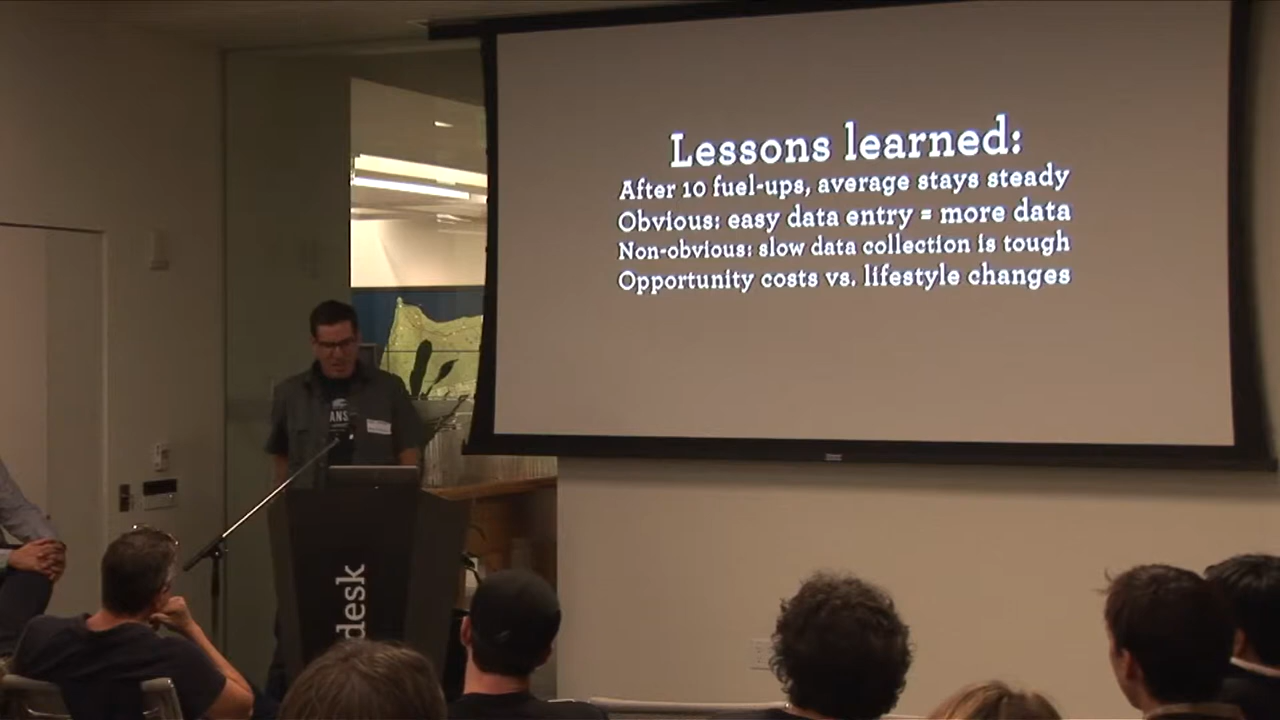 Lessons learned:
After 10 fuel-ups, average stays steady
Obvious: easy data entry = more data
Non-obvious: slow data collection is tough
Opportunity costs vs. lifestyle changes
ANS
desk